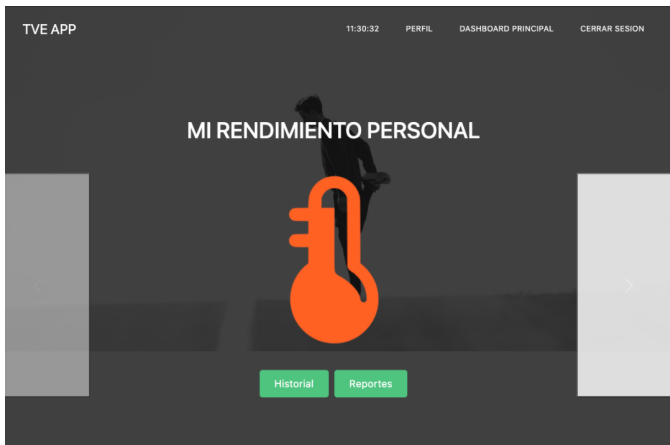 TVE APP
11:30:32 PERFIL DASHBOARD PRINCIPAL CERRAR SESION
MI RENDIMIENTO PERSONAL
Historial Reportes